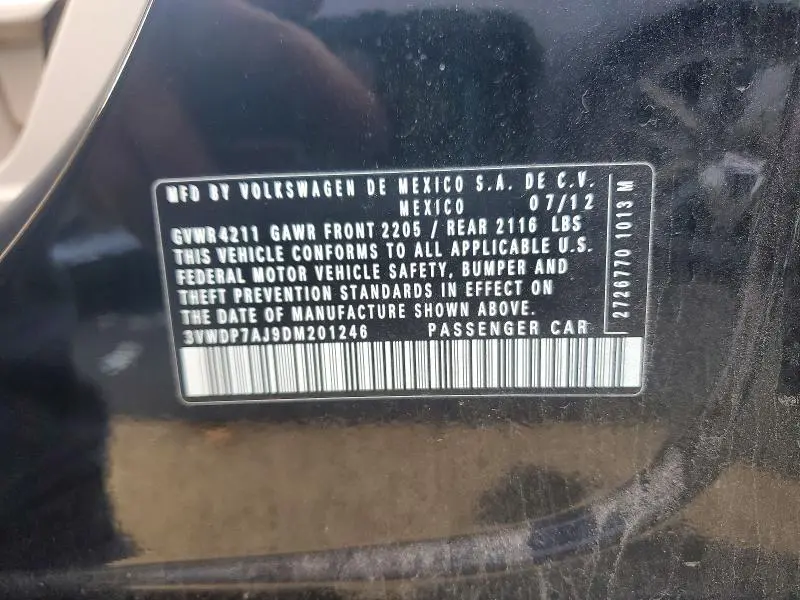 MFD BY VOLKSWAGEN DE MEXICO S.A. DE C.V.
MEXICO 07/12
GVWR4211 GAWR FRONT 2205 / REAR 2116 LBS
THIS VEHICLE CONFORMS TO ALL APPLICABLE U.S.
FEDERAL MOTOR VEHICLE SAFETY, BUMPER AND
THEFT PREVENTION STANDARDS IN EFFECT ON
THE DATE OF MANUFACTURE SHOWN ABOVE.
3VWDP7AJ9DM201246 PASSENGER CAR
2726770 1013 M